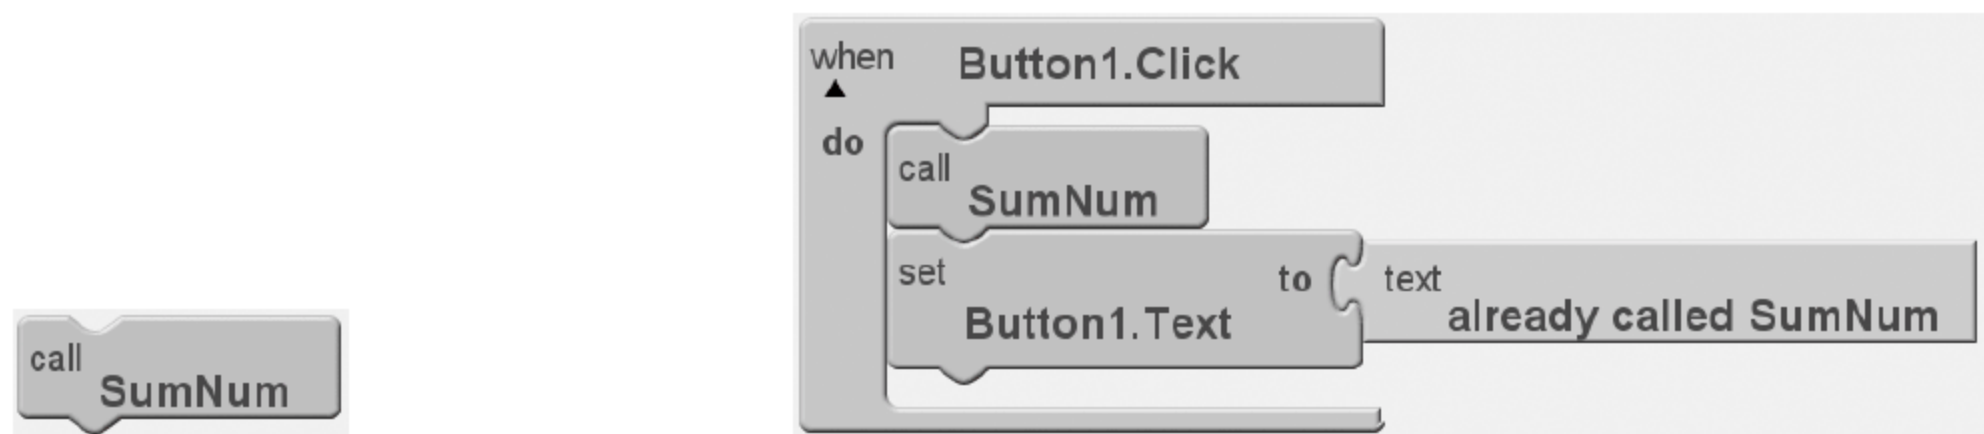 call
SumNum
when Button1.Click
do
call
SumNum
set to text
Button1.Text already called SumNum